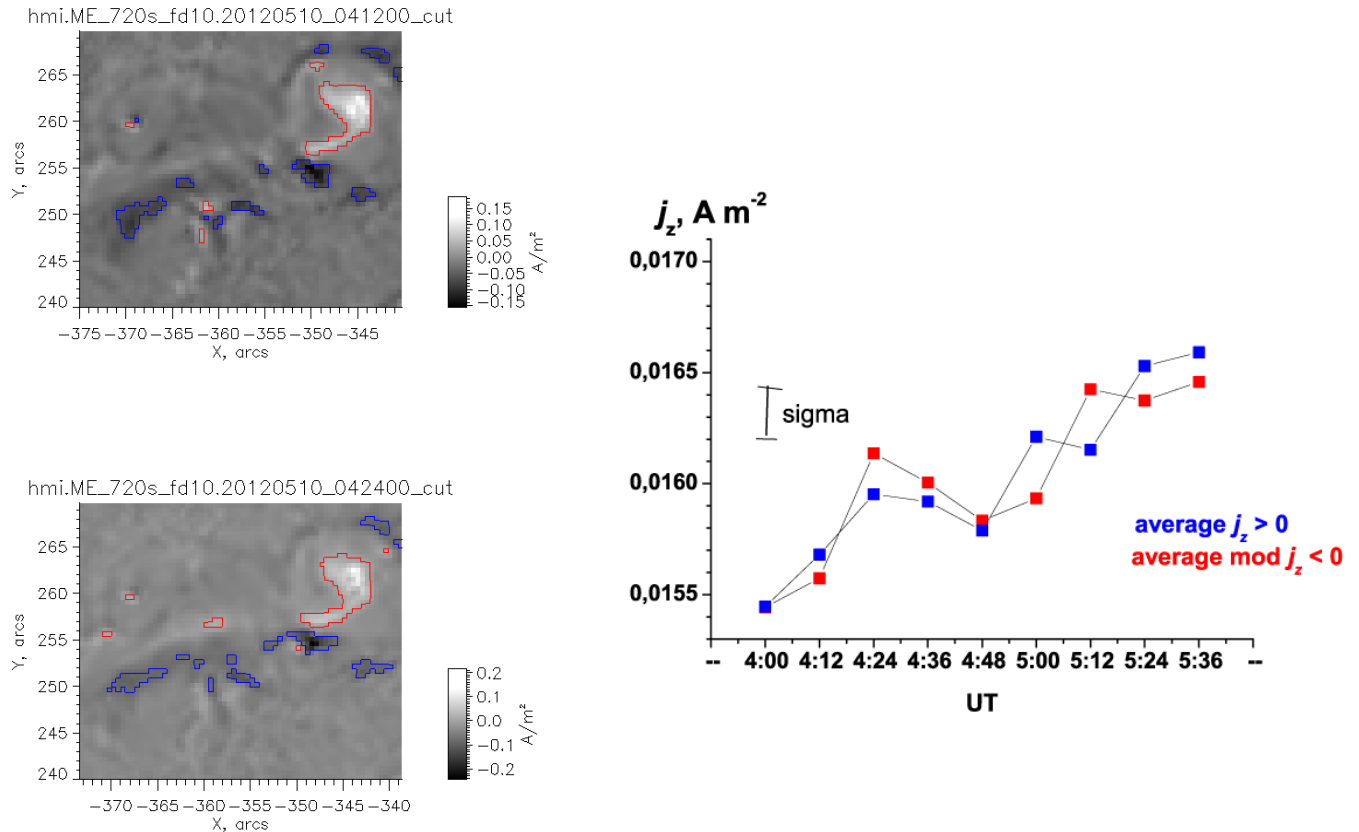 hmi.ME_720s_fd10.20120510_041200_cut
265
260
255
250
245
240
Y, arcs
-375 -370 -365 -360 -355 -350 -345
X, arcs
0.15
0.10
0.05
0.00
-0.05
-0.10
-0.15
A/m²
hmi.ME_720s_fd10.20120510_042400_cut
265
260
255
250
245
240
Y, arcs
-370 -365 -360 -355 -350 -345 -340
X, arcs
0.2
0.1
0.0
-0.1
-0.2
A/m²
jz, A m-2
0,0170
0,0165
0,0160
0,0155
sigma
average jz > 0
average mod jz < 0
-- 4:00 4:12 4:24 4:36 4:48 5:00 5:12 5:24 5:36 --
UT